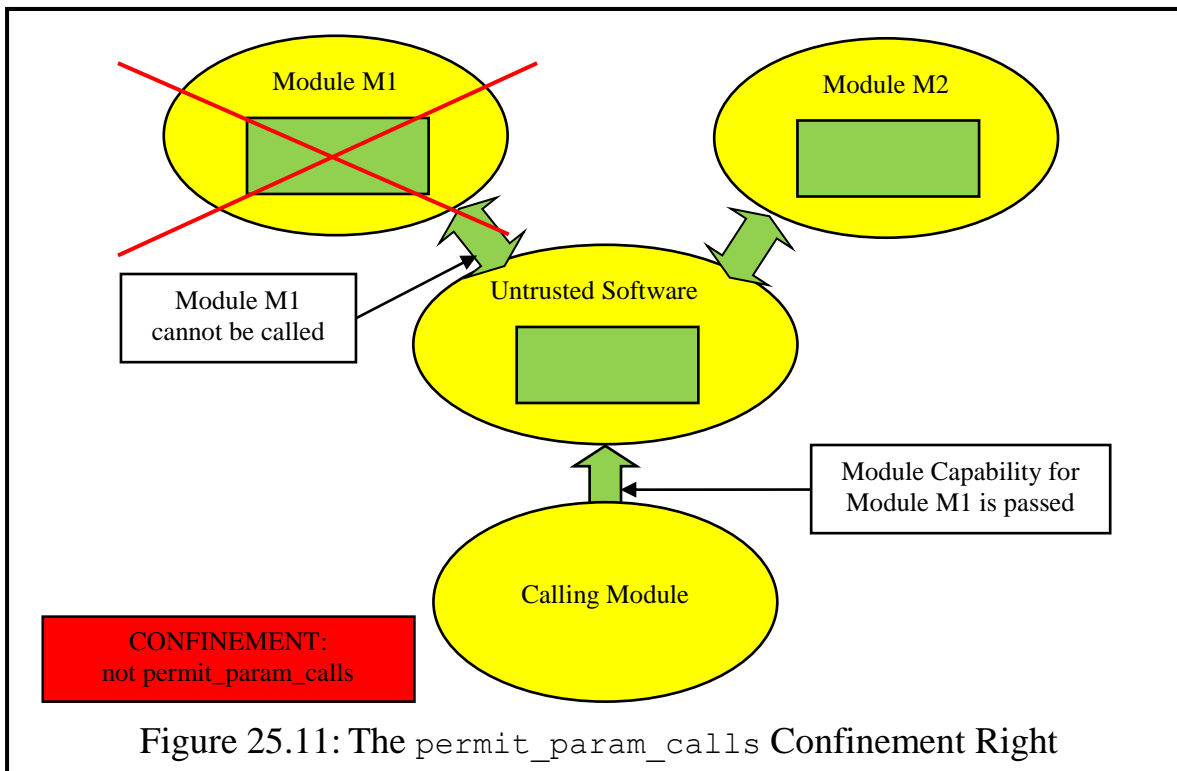 Module M1
Module M2
Module M1
cannot be called
Untrusted Software
Module Capability for
Module M1 is passed
Calling Module
CONFINEMENT:
not permit_param_calls
Figure 25.11: The permit_param_calls Confinement Right